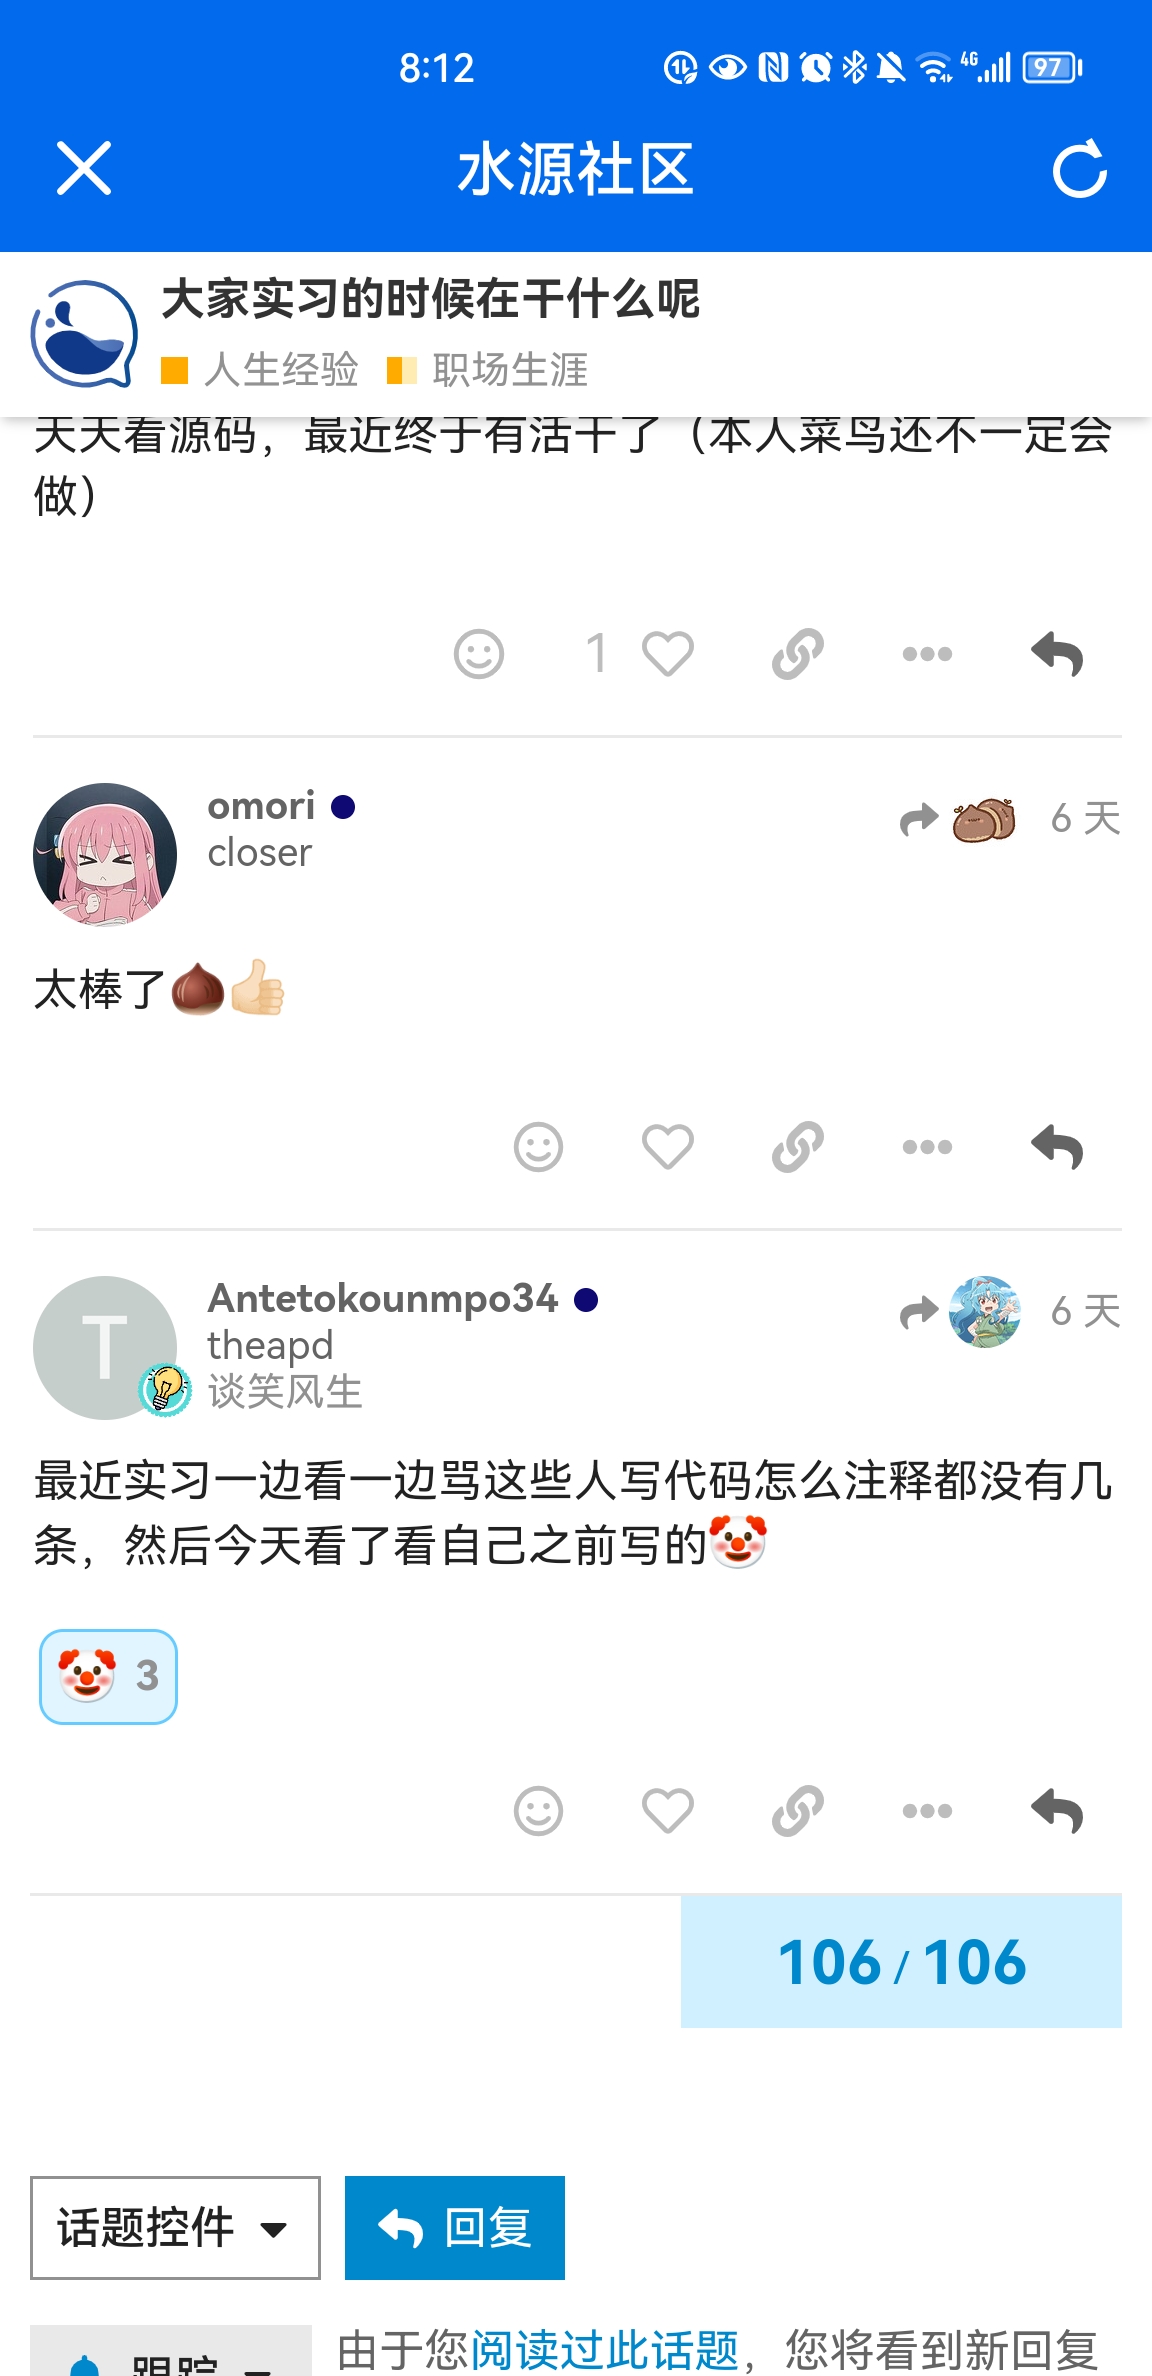 8:12
4G
97
水源社区
大家实习的时候在干什么呢
人生经验 职场生涯
天天看源码，最近终于有活干了（本人菜鸟还不一定会
做）
1
omori
6 天
closer
太棒了🌰👍🏻
Antetokounmpo34
6 天
T
theapd
谈笑风生
最近实习一边看一边骂这些人写代码怎么注释都没有几
条，然后今天看了看自己之前写的🤡
🤡 3
106 / 106
话题控件
回复
跟踪
由于您阅读过此话题，您将看到新回复